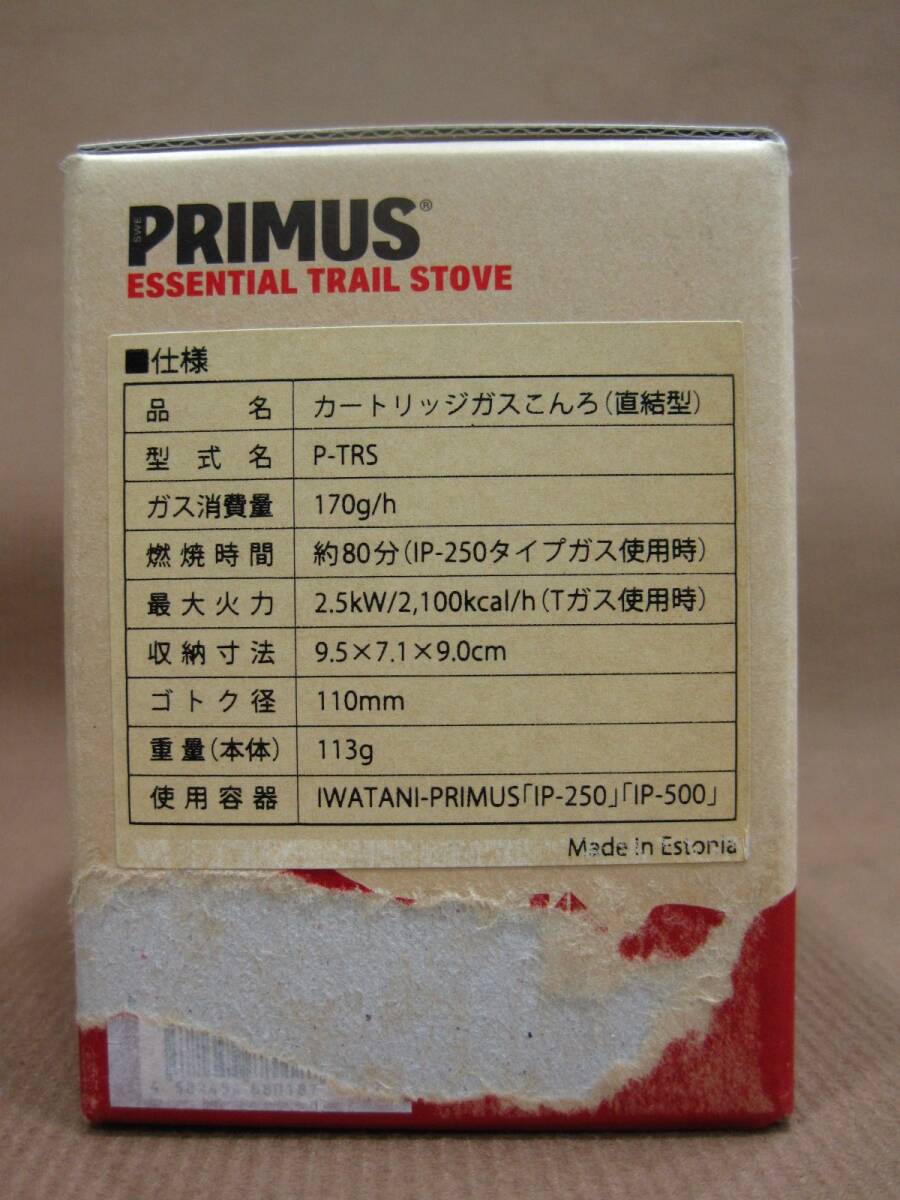 SWE
PRIMUS®
ESSENTIAL TRAIL STOVE
■仕様
品名 カートリッジガスこんろ(直結型)
型式名 P-TRS
ガス消費量 170g/h
燃焼時間 約80分(IP-250タイプガス使用時)
最大火力 2.5kW/2,100kcal/h(Tガス使用時)
収納寸法 9.5×7.1×9.0cm
ゴトク径 110mm
重量(本体) 113g
使用容器 IWATANI-PRIMUS「IP-250」「IP-500」
Made in Estonia